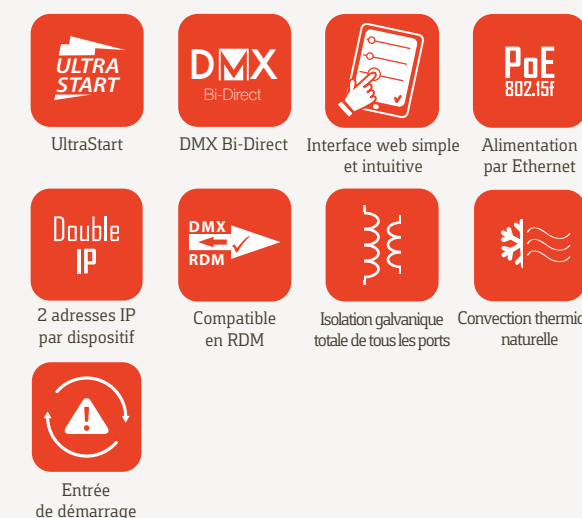 ULTRA
START
UltraStart
DMX
Bi-Direct
DMX Bi-Direct
Interface web simple
et intuitive
PoE
802.15f
Alimentation
par Ethernet
Double
IP
2 adresses IP
par dispositif
DMX
RDM
Compatible
en RDM
Isolation galvanique
totale de tous les ports
Convection
naturelle
Entrée
de démarrage